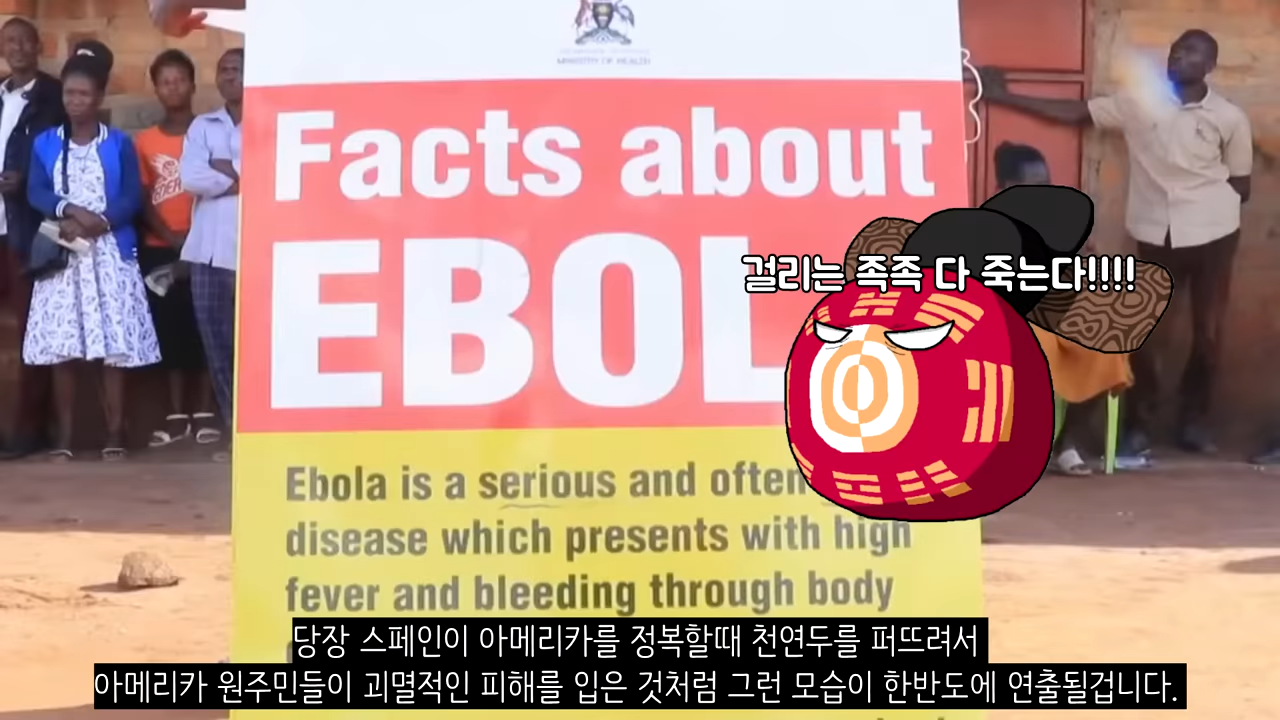 MINISTRY OF HEALTH
Facts about
EBOL
걸리는 족족 다 죽는다!!!!
Ebola is a serious and often
disease which presents with high
fever and bleeding through body
당장 스페인이 아메리카를 정복할때 천연두를 퍼뜨려서
아메리카 원주민들이 괴멸적인 피해를 입은 것처럼 그런 모습이 한반도에 연출될겁니다.